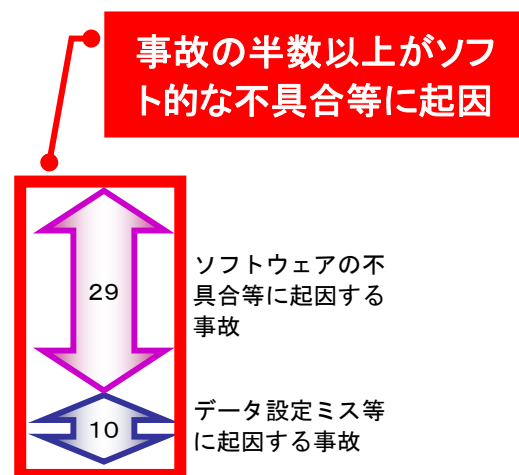 事故の半数以上がソフ
ト的な不具合等に起因
29
ソフトウェアの不
具合等に起因する
事故
10
データ設定ミス等
に起因する事故